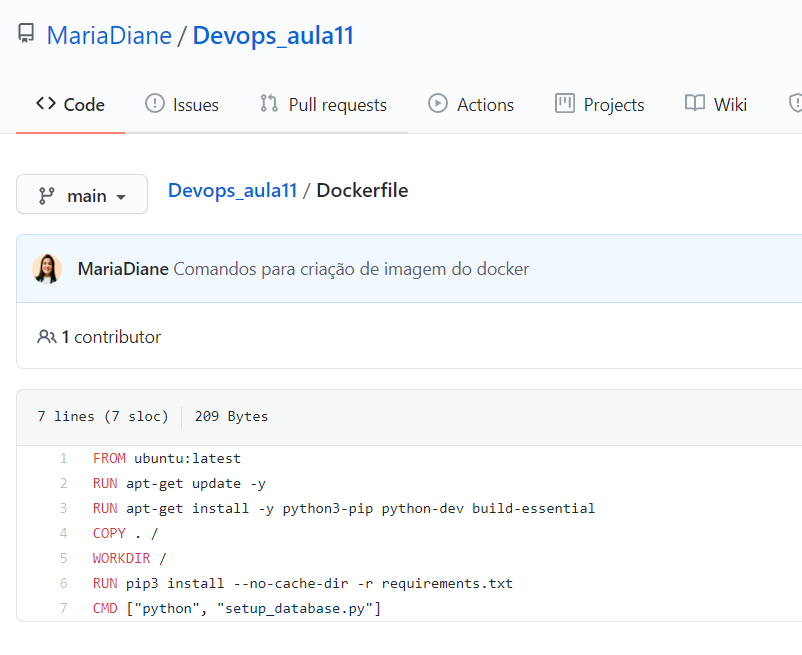 MariaDiane / Devops_aula11
Code Issues Pull requests Actions Projects Wiki
main Devops_aula11 / Dockerfile
MariaDiane Comandos para criação de imagem do docker
1 contributor
7 lines (7 sloc) 209 Bytes
1 FROM ubuntu:latest
2 RUN apt-get update -y
3 RUN apt-get install -y python3-pip python-dev build-essential
4 COPY . /
5 WORKDIR /
6 RUN pip3 install --no-cache-dir -r requirements.txt
7 CMD ["python", "setup_database.py"]